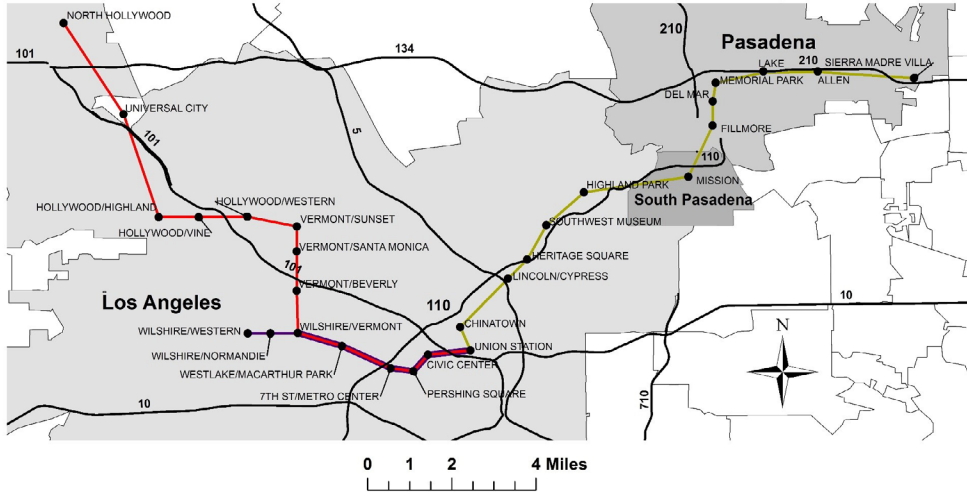 NORTH HOLLYWOOD
210
Pasadena
134
101
LAKE
210
SIERRA MADRE VILLA
MEMORIAL PARK
ALLEN
DEL MAR
UNIVERSAL CITY
FILLMORE
101
5
110
HIGHLAND PARK
MISSION
South Pasadena
HOLLYWOOD/WESTERN
HOLLYWOOD/HIGHLAND
VERMONT/SUNSET
SOUTHWEST MUSEUM
HOLLYWOOD/VINE
VERMONT/SANTA MONICA
HERITAGE SQUARE
101
LINCOLN/CYPRESS
VERMONT/BEVERLY
Los Angeles
110
10
WILSHIRE/WESTERN
WILSHIRE/VERMONT
CHINATOWN
N
UNION STATION
WILSHIRE/NORMANDIE
CIVIC CENTER
WESTLAKE/MACARTHUR PARK
7TH ST/METRO CENTER
PERSHING SQUARE
10
710
0 1 2 4 Miles